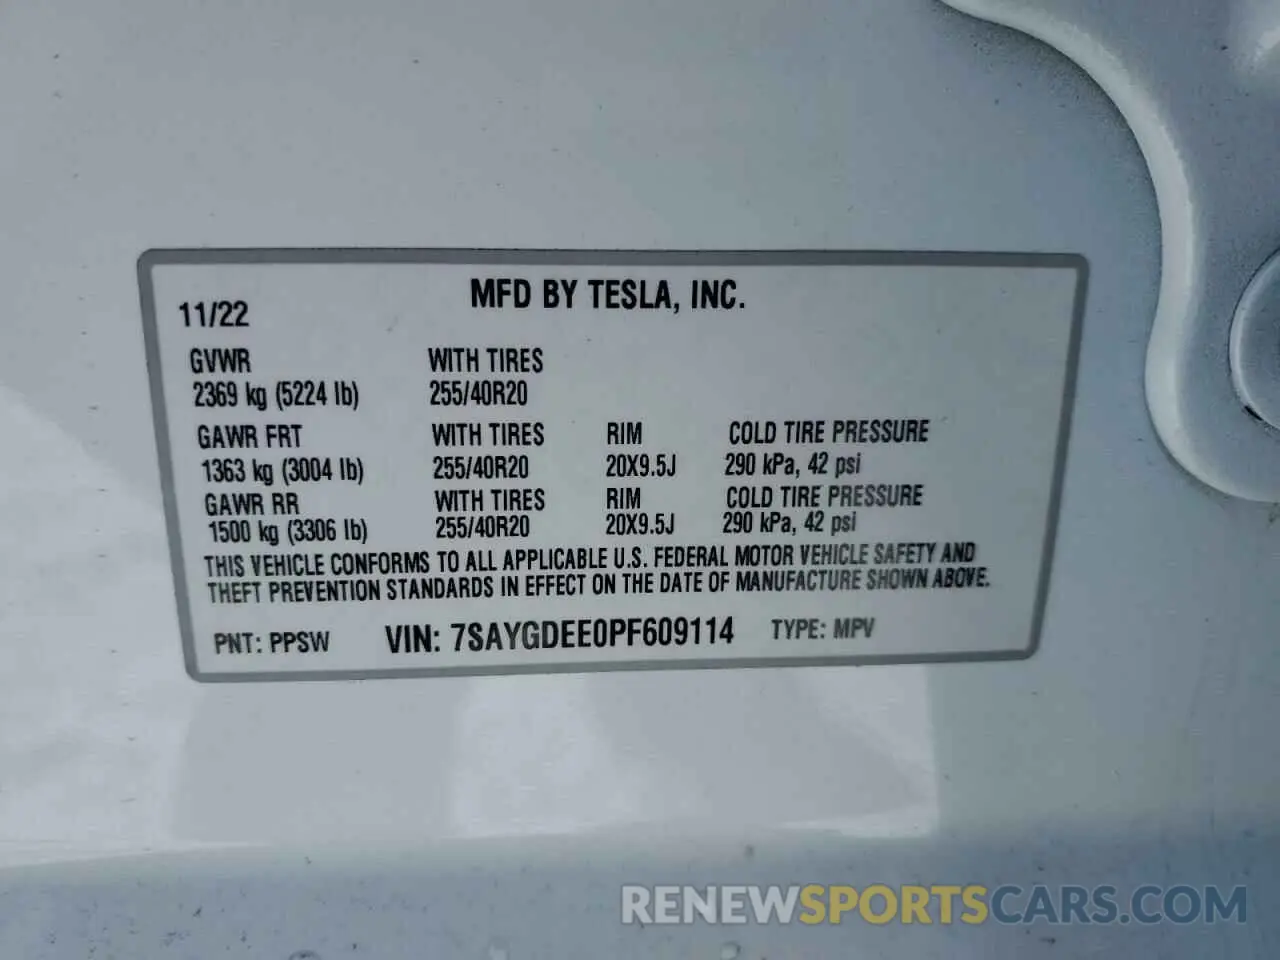 MFD BY TESLA, INC.
11/22
GVWR WITH TIRES
2369 kg (5224 lb) 255/40R20
GAWR FRT WITH TIRES RIM COLD TIRE PRESSURE
1363 kg (3004 lb) 255/40R20 20X9.5J 290 kPa, 42 psi
GAWR RR WITH TIRES RIM COLD TIRE PRESSURE
1500 kg (3306 lb) 255/40R20 20X9.5J 290 kPa, 42 psi
THIS VEHICLE CONFORMS TO ALL APPLICABLE U.S. FEDERAL MOTOR VEHICLE SAFETY AND
THEFT PREVENTION STANDARDS IN EFFECT ON THE DATE OF MANUFACTURE SHOWN ABOVE.
PNT: PPSW VIN: 7SAYGDEE0PF609114 TYPE: MPV
RENEWSPORTSCARS.COM